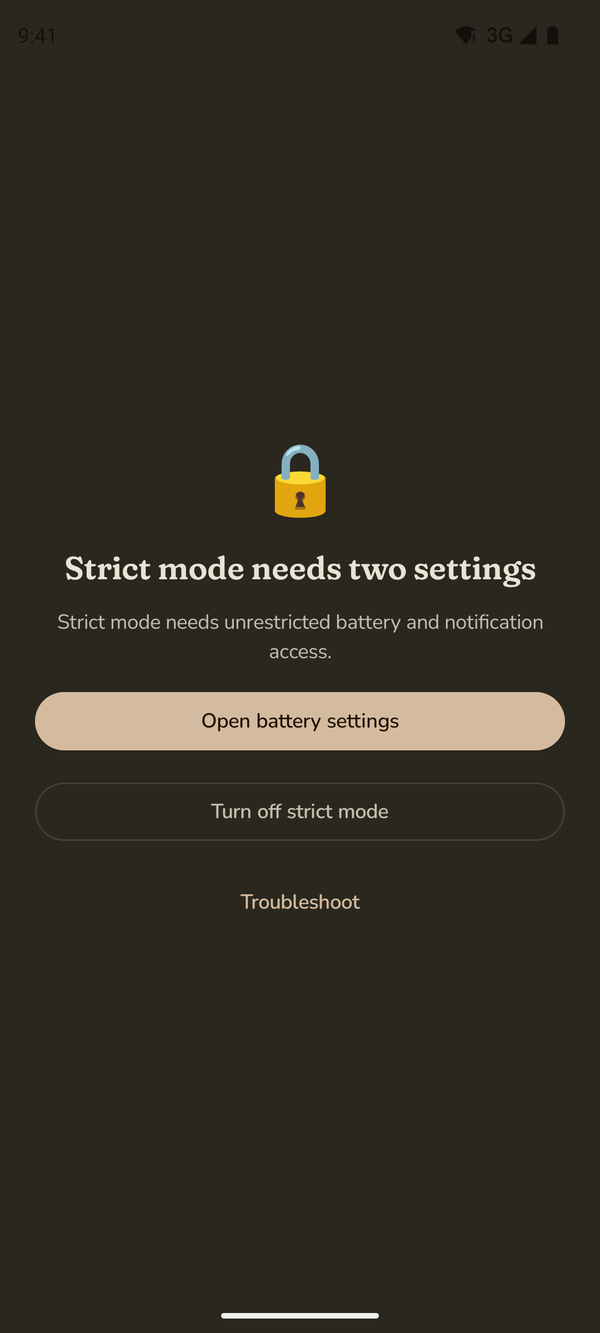 9:41
3G
Strict mode needs two settings
Strict mode needs unrestricted battery and notification
access.
Open battery settings
Turn off strict mode
Troubleshoot